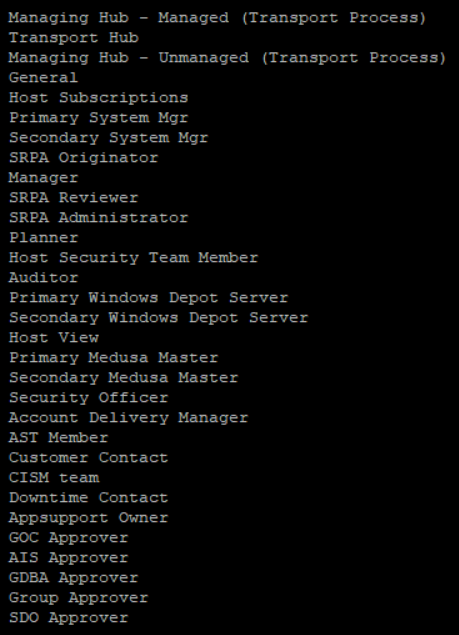 Managing Hub - Managed (Transport Process)
Transport Hub
Managing Hub - Unmanaged (Transport Process)
General
Host Subscriptions
Primary System Mgr
Secondary System Mgr
SRPA Originator
Manager
SRPA Reviewer
SRPA Administrator
Planner
Host Security Team Member
Auditor
Primary Windows Depot Server
Secondary Windows Depot Server
Host View
Primary Medusa Master
Secondary Medusa Master
Security Officer
Account Delivery Manager
AST Member
Customer Contact
CISM team
Downtime Contact
Appsupport Owner
GOC Approver
AIS Approver
GDBA Approver
Group Approver
SDO Approver